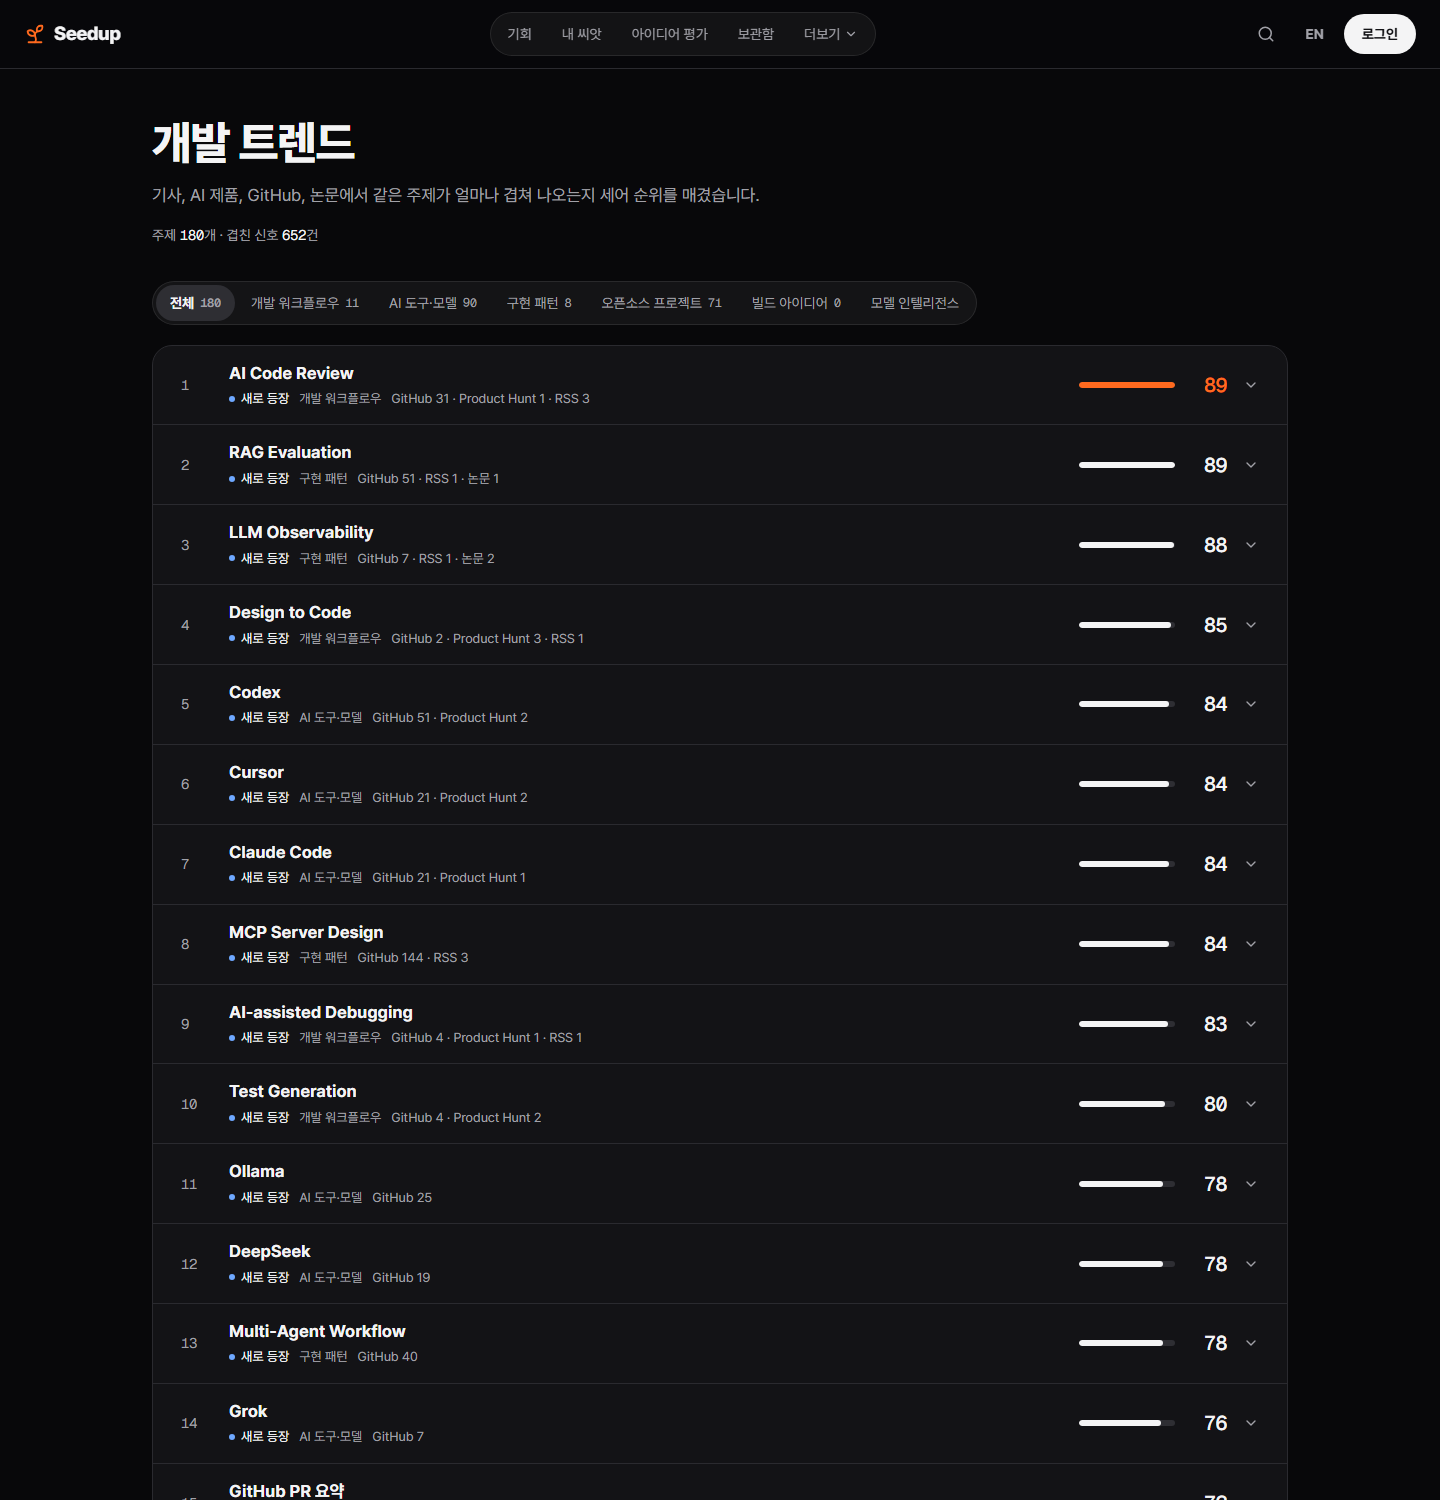 Seedup
기회 내 씨앗 아이디어 평가 보관함 더보기
EN 로그인
개발 트렌드
기사, AI 제품, GitHub, 논문에서 같은 주제가 얼마나 겹쳐 나오는지 세어 순위를 매겼습니다.
주제 180개 · 겹친 신호 652건
전체 180 개발 워크플로우 11 AI 도구·모델 90 구현 패턴 8 오픈소스 프로젝트 71 빌드 아이디어 0 모델 인텔리전스
1 AI Code Review 89
새로 등장 개발 워크플로우 GitHub 31 · Product Hunt 1 · RSS 3
2 RAG Evaluation 89
새로 등장 구현 패턴 GitHub 51 · RSS 1 · 논문 1
3 LLM Observability 88
새로 등장 구현 패턴 GitHub 7 · RSS 1 · 논문 2
4 Design to Code 85
새로 등장 개발 워크플로우 GitHub 2 · Product Hunt 3 · RSS 1
5 Codex 84
새로 등장 AI 도구·모델 GitHub 51 · Product Hunt 2
6 Cursor 84
새로 등장 AI 도구·모델 GitHub 21 · Product Hunt 2
7 Claude Code 84
새로 등장 AI 도구·모델 GitHub 21 · Product Hunt 1
8 MCP Server Design 84
새로 등장 구현 패턴 GitHub 144 · RSS 3
9 AI-assisted Debugging 83
새로 등장 개발 워크플로우 GitHub 4 · Product Hunt 1 · RSS 1
10 Test Generation 80
새로 등장 개발 워크플로우 GitHub 4 · Product Hunt 2
11 Ollama 78
새로 등장 AI 도구·모델 GitHub 25
12 DeepSeek 78
새로 등장 AI 도구·모델 GitHub 19
13 Multi-Agent Workflow 78
새로 등장 구현 패턴 GitHub 40
14 Grok 76
새로 등장 AI 도구·모델 GitHub 7
GitHub PR 요약